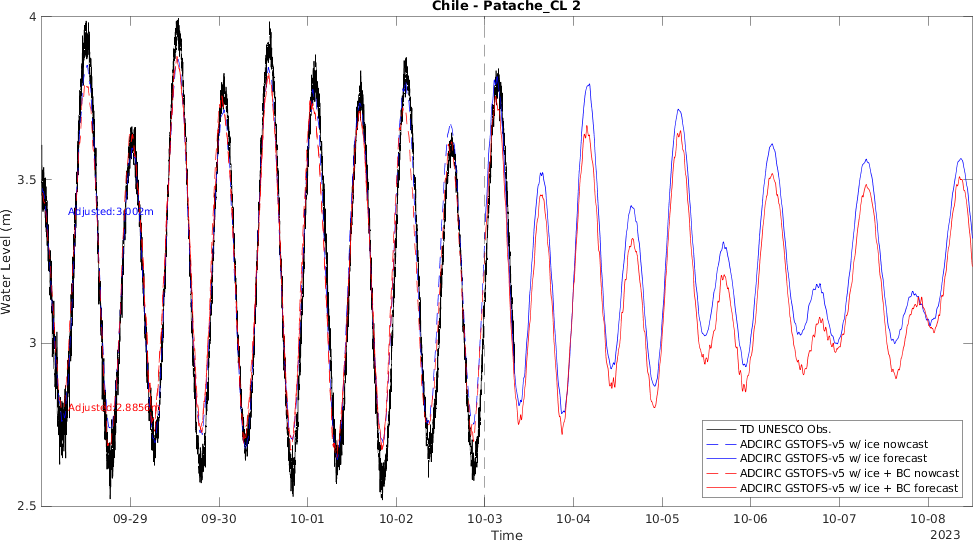 Chile - Patache_CL 2
Water Level (m)
4
3.5
3
2.5
Adjusted:3.002m
Adjusted:2.8856m
TD UNESCO Obs.
ADCIRC GSTOFS-v5 w/ ice nowcast
ADCIRC GSTOFS-v5 w/ ice forecast
ADCIRC GSTOFS-v5 w/ ice + BC nowcast
ADCIRC GSTOFS-v5 w/ ice + BC forecast
09-29 09-30 10-01 10-02 10-03 10-04 10-05 10-06 10-07 10-08
Time
2023